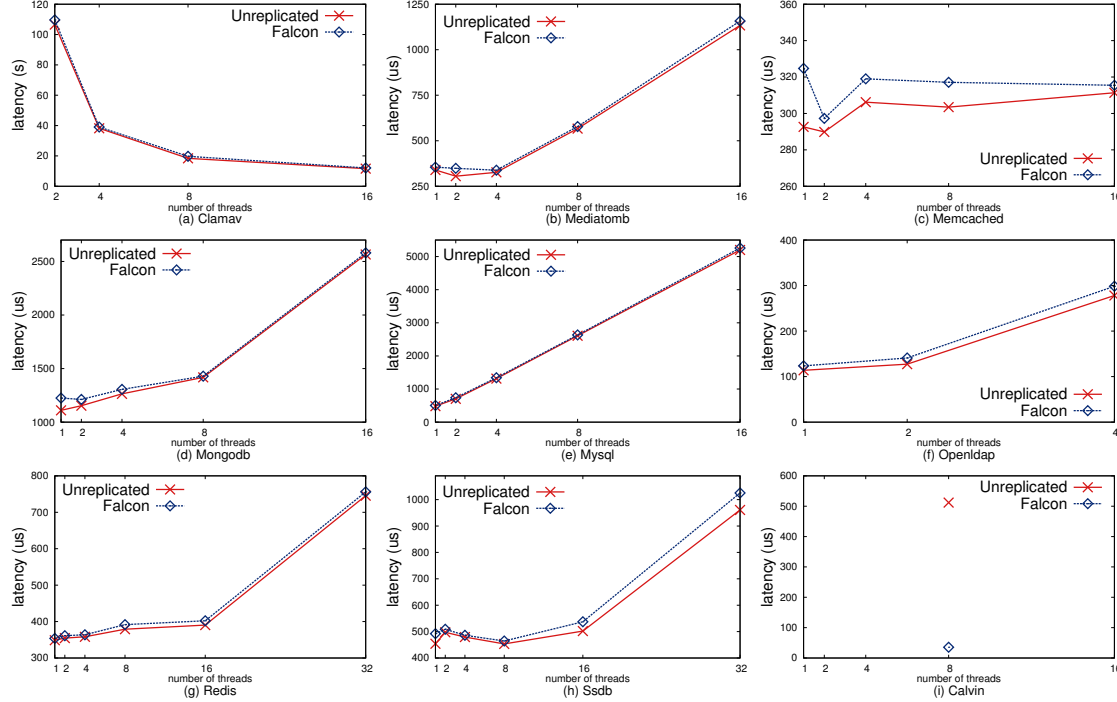 120
100
80
60
40
20
0
latency (s)
Unreplicated
Falcon
2
4
8
16
number of threads
(a) Clamav
1250
1000
750
500
250
latency (us)
Unreplicated
Falcon
1
2
4
8
16
number of threads
(b) Mediatomb
360
340
320
300
280
260
latency (us)
Unreplicated
Falcon
1
2
4
8
16
number of threads
(c) Memcached
2500
2000
1500
1000
latency (us)
Unreplicated
Falcon
1
2
4
8
16
number of threads
(d) Mongodb
5000
4000
3000
2000
1000
0
latency (us)
Unreplicated
Falcon
1
2
4
8
16
number of threads
(e) Mysql
400
300
200
100
0
latency (us)
Unreplicated
Falcon
1
2
4
number of threads
(f) Openldap
800
700
600
500
400
300
latency (us)
Unreplicated
Falcon
1
2
4
8
16
32
number of threads
(g) Redis
1000
900
800
700
600
500
400
latency (us)
Unreplicated
Falcon
1
2
4
8
16
32
number of threads
(h) Ssdb
600
500
400
300
200
100
0
latency (us)
Unreplicated
Falcon
1
2
4
8
16
number of threads
(i) Calvin